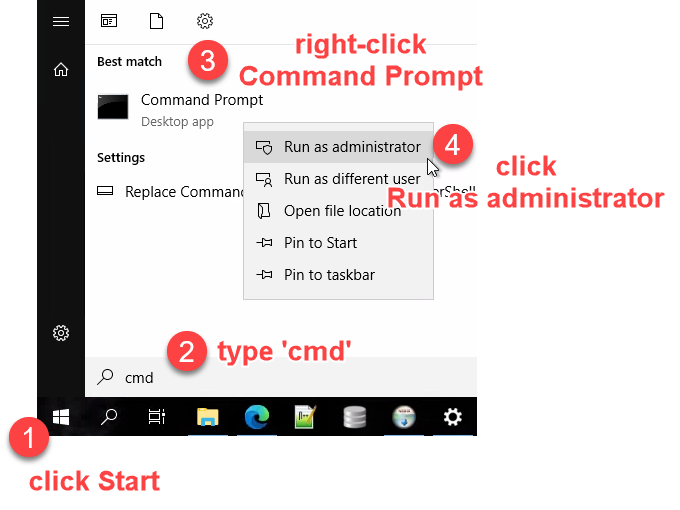 3
right-click
Command Prompt
Best match
Command Prompt
Desktop app
Run as administrator
4
click
Run as administrator
Settings
Run as different user
Replace Comman
Shell
Open file location
Pin to Start
Pin to taskbar
2
type 'cmd'
cmd
1
click Start